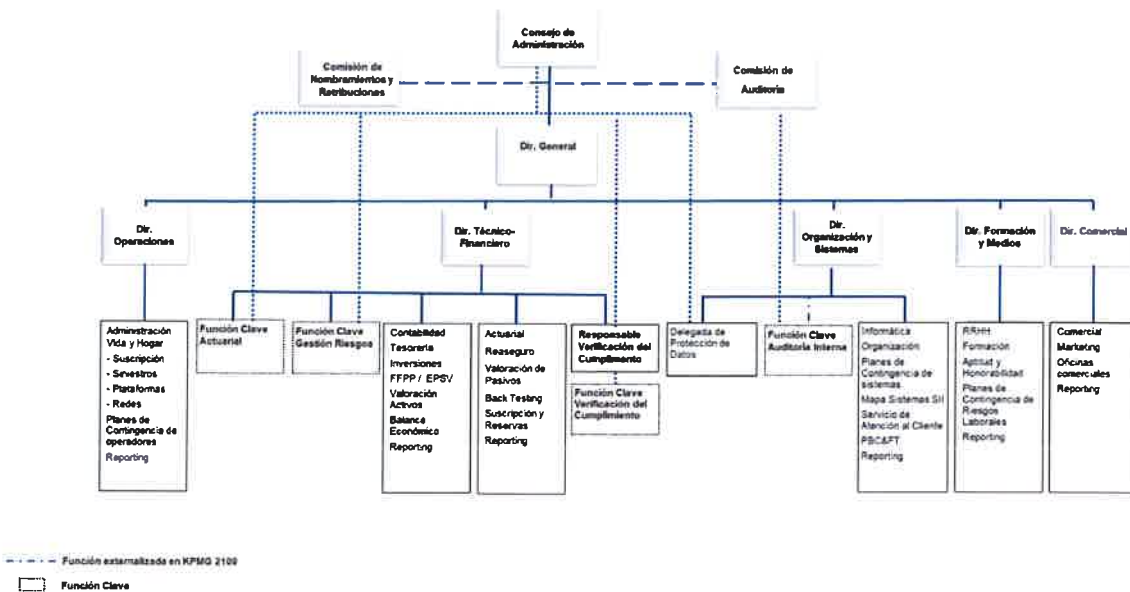 Consejo de
Administración
Comisión de
Nombramientos y
Retribuciones
Comisión de
Auditoría
Dir. General
Dir.
Operaciones
Dir. Técnico-
Financiero
Dir.
Organización y
Sistemas
Dir. Formación
y Medios
Dir. Comercial
Administración
Vida y Hogar
- Suscripción
- Siniestros
- Plataformas
- Redes
Planes de
Contingencia de
operadores
Reporting
Función Clave
Actuarial
Función Clave
Gestión Riesgos
Contabilidad
Tesorería
Inversiones
FFPP / EPSV
Valoración
Activos
Balance
Económico
Reporting
Actuarial
Reaseguro
Valoración de
Pasivos
Back Testing
Suscripción y
Reservas
Reporting
Responsable
Verificación del
Cumplimiento
Función Clave
Verificación del
Cumplimiento
Delegada de
Protección de
Datos
Función Clave
Auditoría Interna
Informática
Organización
Planes de
Contingencia de
sistemas
Mapa Sistemas SII
Servicio de
Atención al Cliente
PBC&FT
Reporting
RRHH
Formación
Aptitud y
Honorabilidad
Planes de
Contingencia de
Riesgos
Laborales
Reporting
Comercial
Marketing
Oficinas
comerciales
Reporting
Función externalizada en KPMG 2100
Función Clave